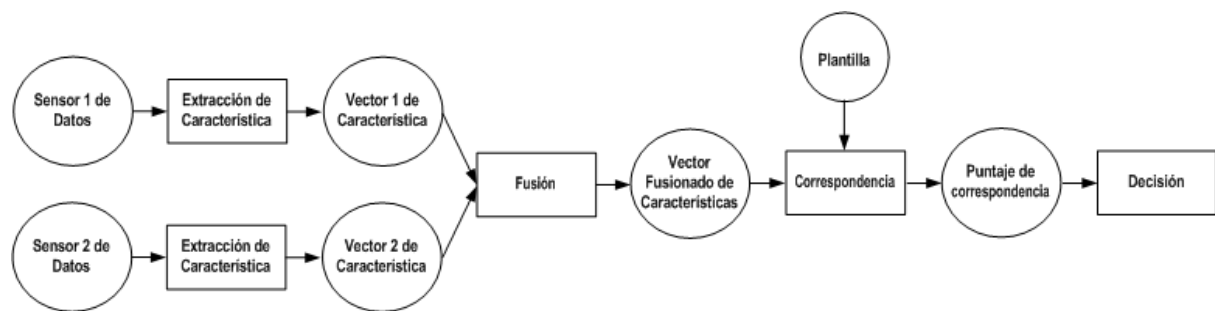 Plantilla
Sensor 1 de
Datos
Extracción de
Característica
Vector 1 de
Característica
Fusión
Vector
Fusionado de
Características
Correspondencia
Puntaje de
correspondencia
Decisión
Sensor 2 de
Datos
Extracción de
Característica
Vector 2 de
Característica